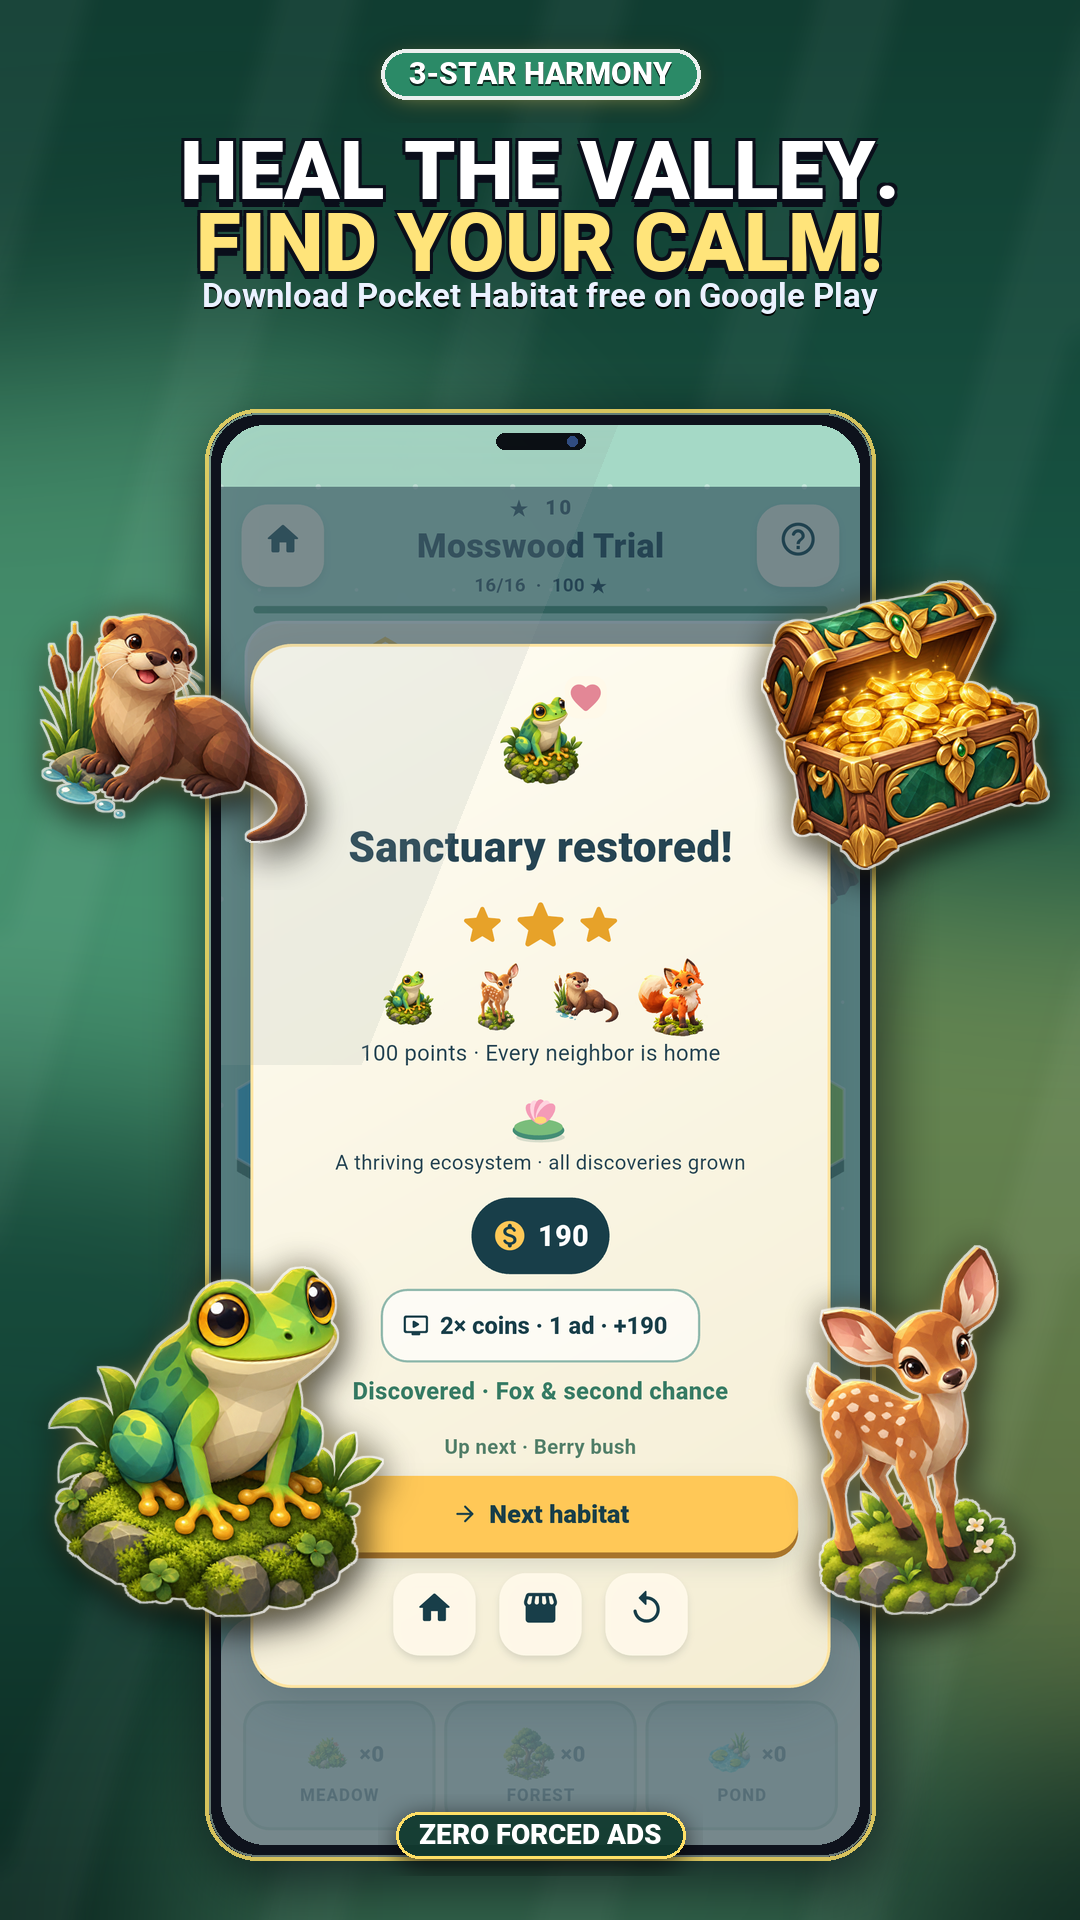 3-STAR HARMONY
HEAL THE VALLEY.
FIND YOUR CALM!
Download Pocket Habitat free on Google Play
★ 10
Mosswood Trial
16/16 · 100 ★
Sanctuary restored!
100 points · Every neighbor is home
A thriving ecosystem · all discoveries grown
190
2× coins · 1 ad · +190
Discovered · Fox & second chance
Up next · Berry bush
→ Next habitat
×0
×0
×0
MEADOW
FOREST
POND
ZERO FORCED ADS